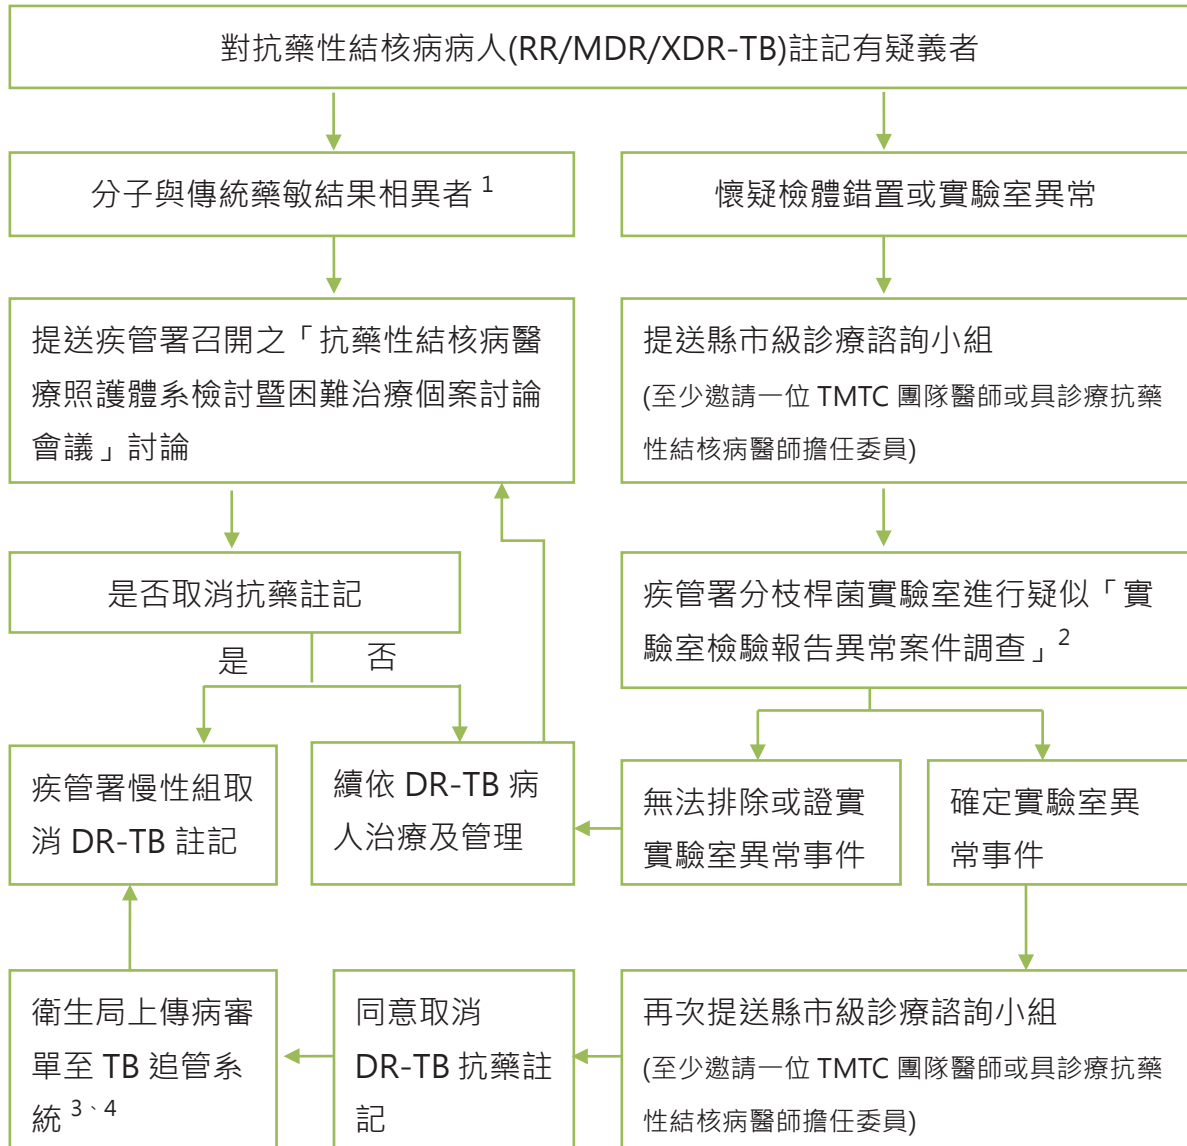 對抗藥性結核病病人(RR/MDR/XDR-TB)註記有疑義者
分子與傳統藥敏結果相異者 1
懷疑檢體錯置或實驗室異常
提送疾管署召開之「抗藥性結核病醫
療照護體系檢討暨困難治療個案討論
會議」討論
提送縣市級診療諮詢小組
(至少邀請一位 TMTC 團隊醫師或具診療抗藥
性結核病醫師擔任委員)
是否取消抗藥註記
疾管署分枝桿菌實驗室進行疑似「實
驗室檢驗報告異常案件調查」2
是
否
疾管署慢性組取
消 DR-TB 註記
續依 DR-TB 病
人治療及管理
無法排除或證實
實驗室異常事件
確定實驗室異
常事件
衛生局上傳病審
單至 TB 追管系
統 3、4
同意取消
DR-TB 抗藥註
記
再次提送縣市級診療諮詢小組
(至少邀請一位 TMTC 團隊醫師或具診療抗藥
性結核病醫師擔任委員)